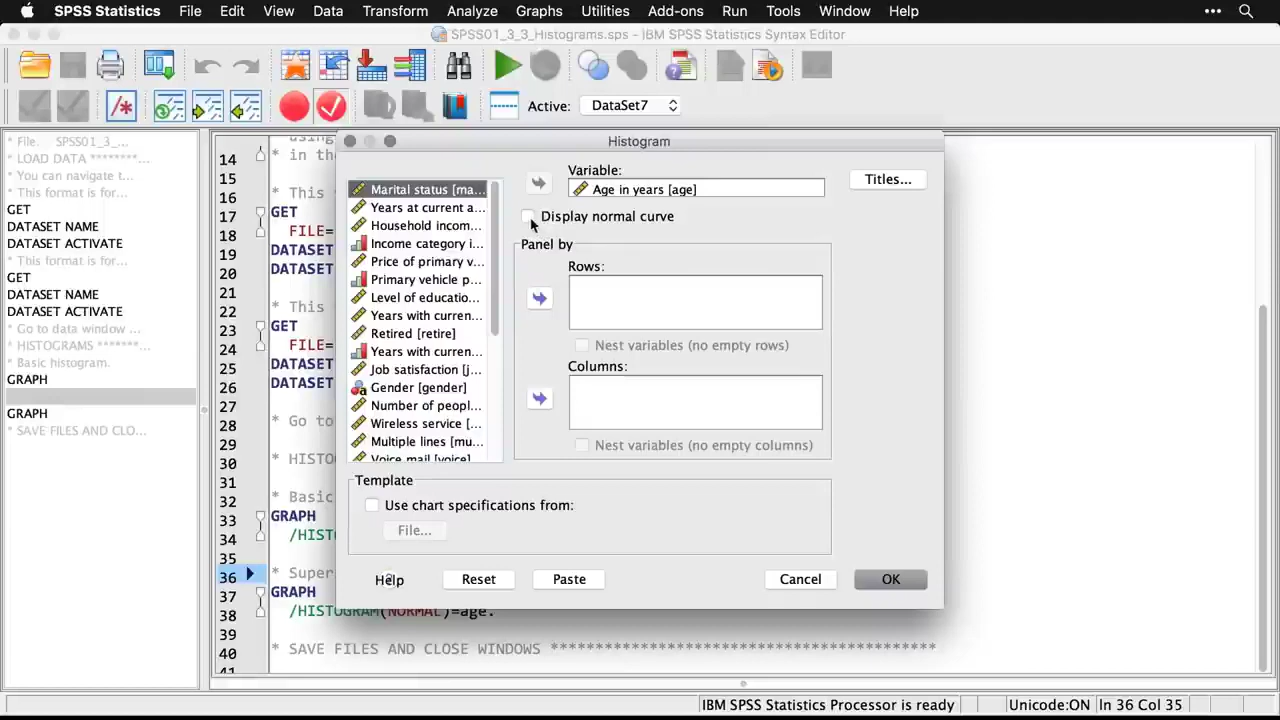 SPSS Statistics File Edit View Data Transform Analyze Graphs Utilities Add-ons Run Tools Window Help
SPSS01_3_3_Histograms.sps - IBM SPSS Statistics Syntax Editor
Active: DataSet7
* File. SPSS01_3_...
* LOAD DATA ********...
* You can navigate t...
* This format is for...
GET
DATASET NAME
DATASET ACTIVATE
* This format is for...
GET
DATASET NAME
DATASET ACTIVATE
* Go to data window ...
* HISTOGRAMS *******...
* Basic histogram.
GRAPH
GRAPH
* SAVE FILES AND CLO...
using
14 * in the
15
16 * This
17 GET
18 FILE=
19 DATASET
20 DATASET
21
22 * This
23 GET
24 FILE=
25 DATASET
26 DATASET
27
28 * Go to
29
30 * HISTO
31
32 * Basic
33 GRAPH
34 /HISTO
35
36 * Super
37 GRAPH
38 /HISTOGRAM(NORMAL)=age.
39
40 * SAVE FILES AND CLOSE WINDOWS ******************************************
41
Histogram
Marital status [ma...
Years at current a...
Household incom...
Income category i...
Price of primary v...
Primary vehicle p...
Level of educatio...
Years with curren...
Retired [retire]
Years with curren...
Job satisfaction [j...
Gender [gender]
Number of peopl...
Wireless service [...
Multiple lines [mu...
Voice mail [voice]
Variable:
Age in years [age]
Titles...
Display normal curve
Panel by
Rows:
Nest variables (no empty rows)
Columns:
Nest variables (no empty columns)
Template
Use chart specifications from:
File...
Help Reset Paste Cancel OK
IBM SPSS Statistics Processor is ready Unicode:ON In 36 Col 35